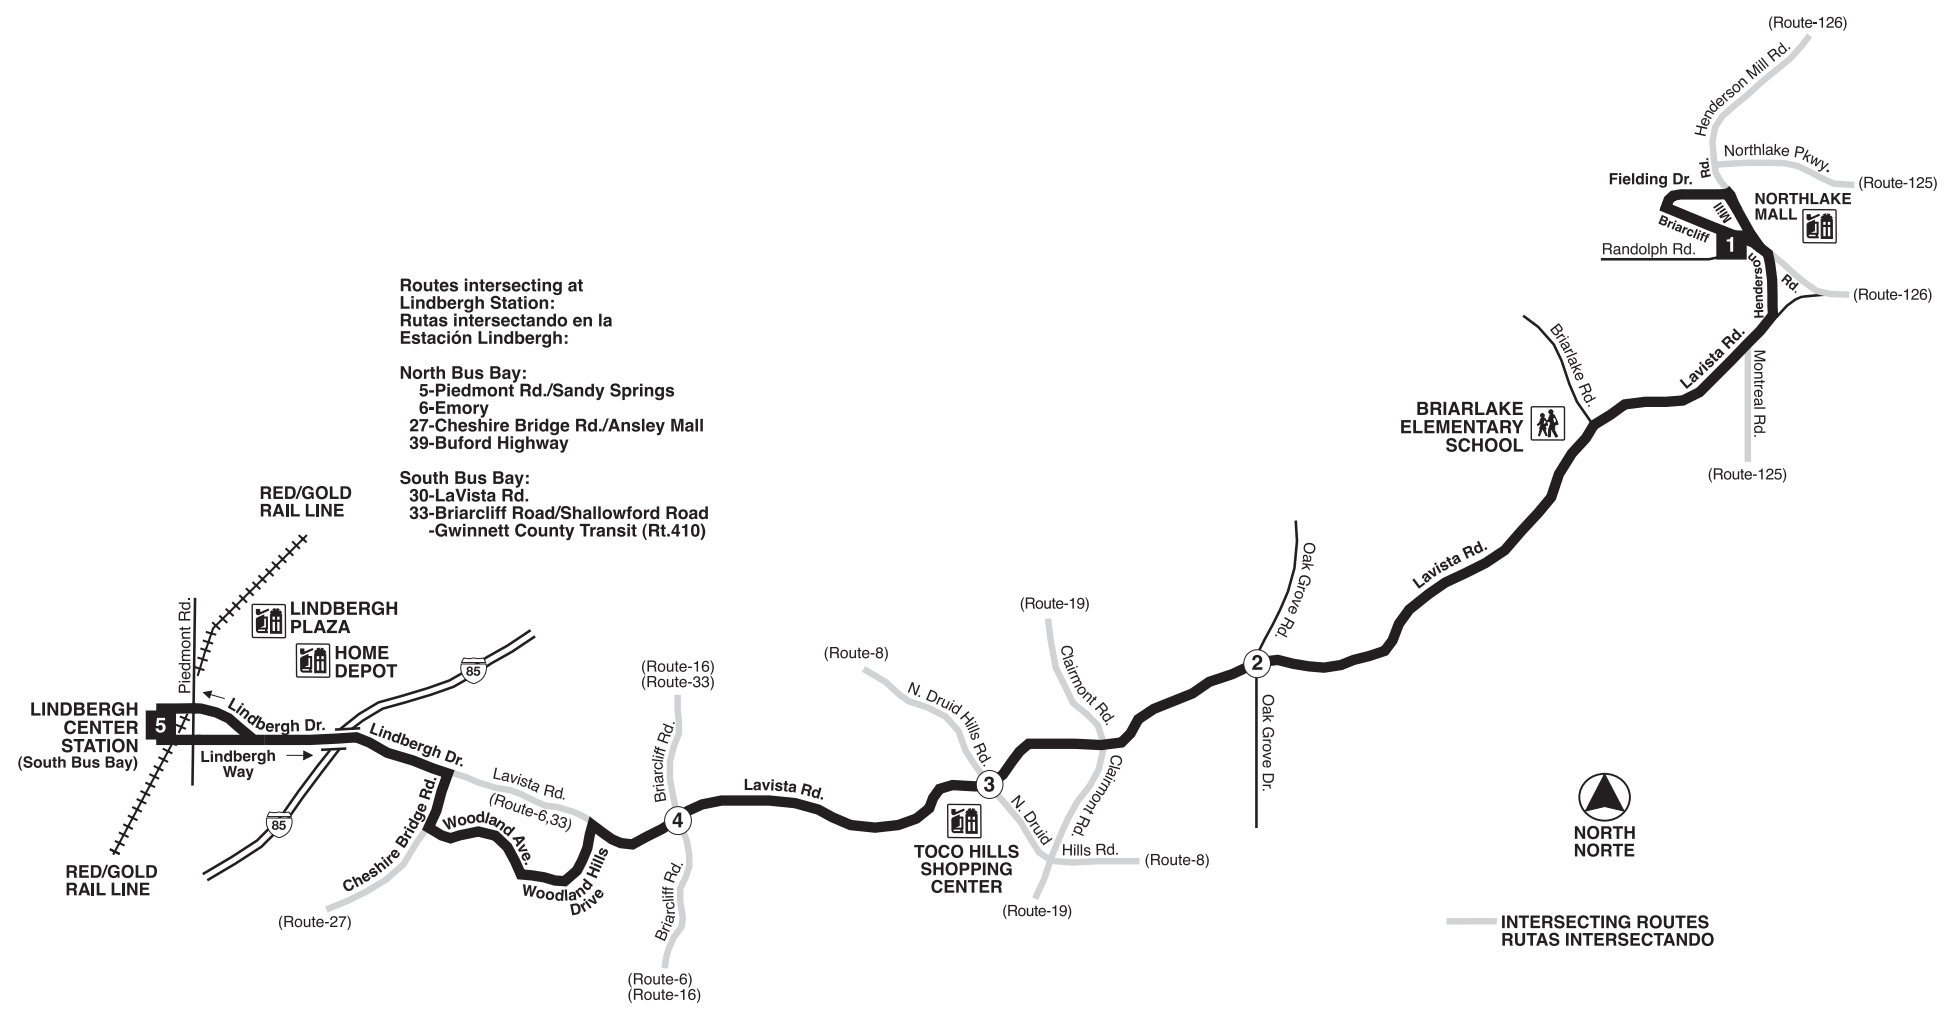 (Route-126)
Henderson Mill Rd.
Northlake Pkwy.
(Route-125)
Rd.
Fielding Dr.
NORTHLAKE
MALL
Mill
Briarcliff
1
Randolph Rd.
Henderson
Rd.
(Route-126)
Lavista Rd.
Montreal Rd.
(Route-125)
Briarlake Rd.
BRIARLAKE
ELEMENTARY
SCHOOL
Routes intersecting at
Lindbergh Station:
Rutas intersectando en la
Estación Lindbergh:
North Bus Bay:
5-Piedmont Rd./Sandy Springs
6-Emory
27-Cheshire Bridge Rd./Ansley Mall
39-Buford Highway
South Bus Bay:
30-LaVista Rd.
33-Briarcliff Road/Shallowford Road
-Gwinnett County Transit (Rt.410)
RED/GOLD
RAIL LINE
Piedmont Rd.
LINDBERGH
PLAZA
HOME
DEPOT
85
LINDBERGH
CENTER
STATION
(South Bus Bay)
5
Lindbergh Dr.
Lindbergh
Way
Lindbergh Dr.
85
RED/GOLD
RAIL LINE
Cheshire Bridge Rd.
(Route-27)
Lavista Rd.
(Route-6,33)
Woodland Ave.
Woodland Hills
Drive
(Route-16)
(Route-33)
Briarcliff Rd.
4
Briarcliff Rd.
(Route-6)
(Route-16)
Lavista Rd.
(Route-8)
N. Druid Hills Rd.
3
TOCO HILLS
SHOPPING
CENTER
N. Druid
Hills Rd.
(Route-8)
(Route-19)
Clairmont Rd.
Clairmont Rd.
(Route-19)
2
Oak Grove Rd.
Oak Grove Dr.
Lavista Rd.
NORTH
NORTE
INTERSECTING ROUTES
RUTAS INTERSECTANDO